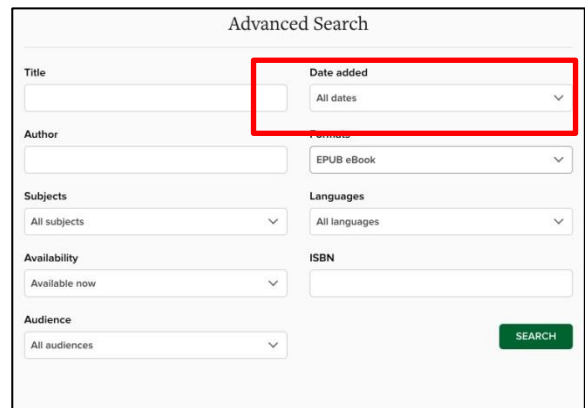 Advanced Search
Title
Date added
All dates
Author
Formats
EPUB eBook
Subjects
Languages
All subjects
All languages
Availability
ISBN
Available now
Audience
All audiences
SEARCH